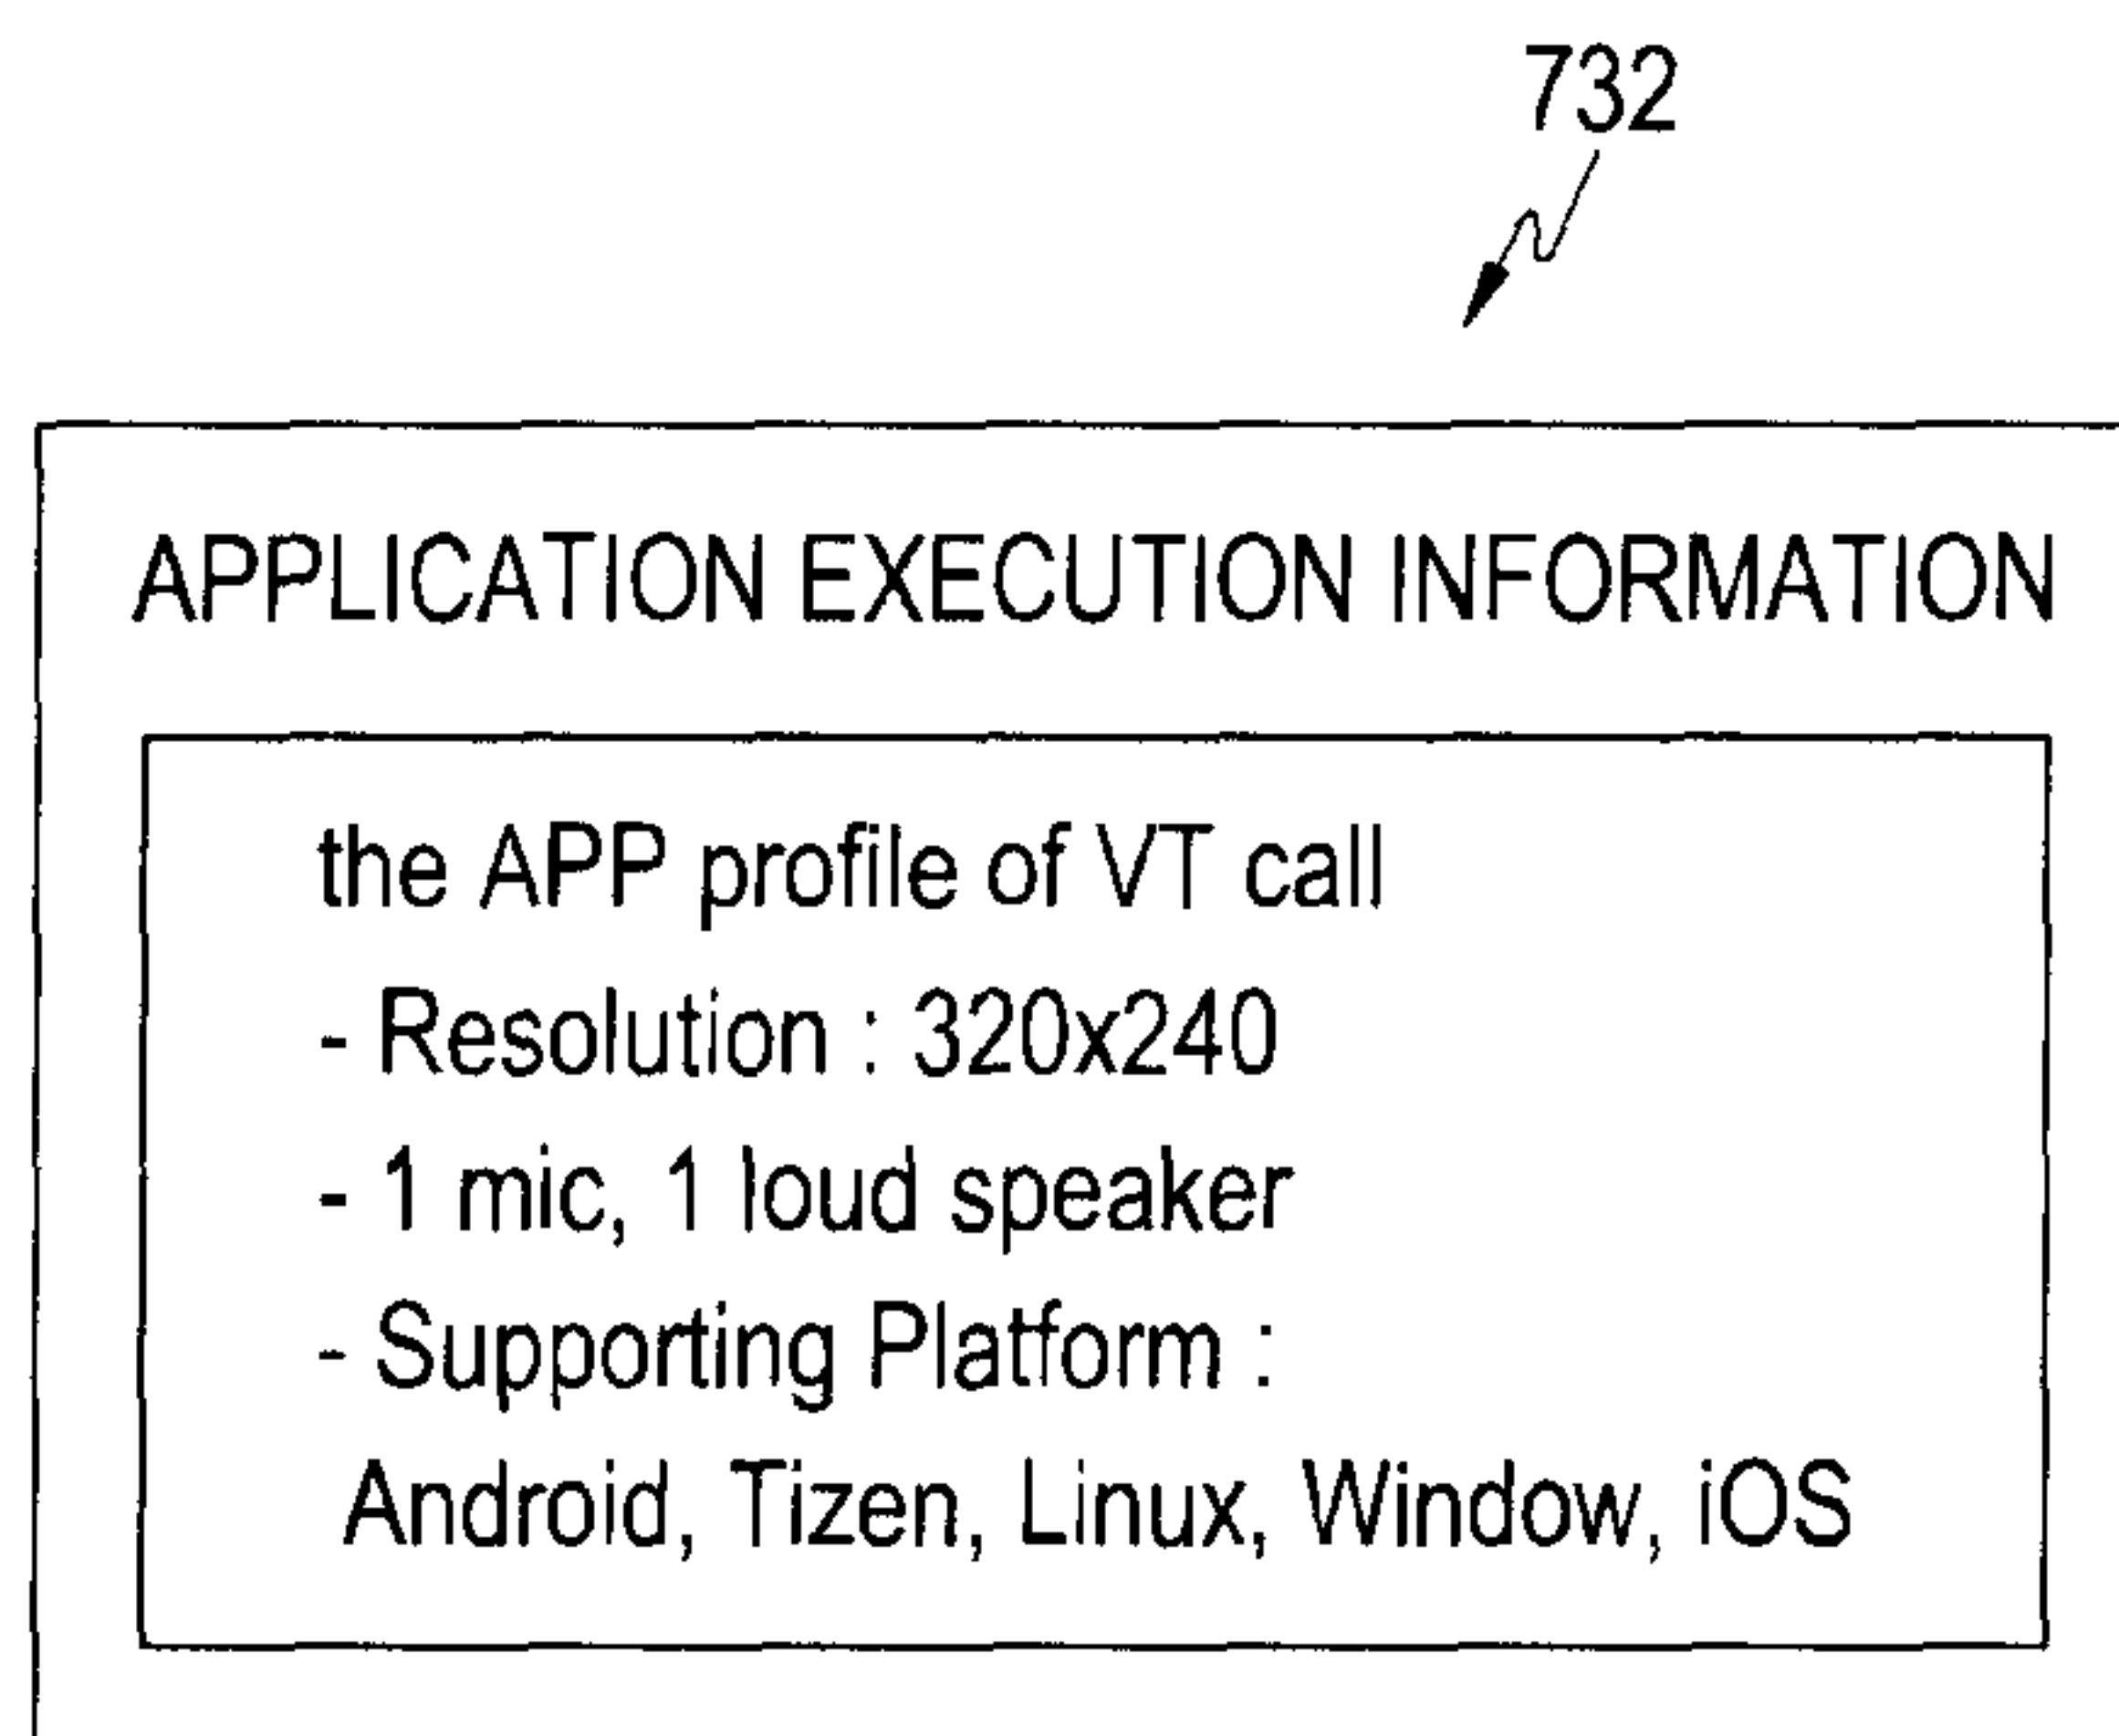 732
APPLICATION EXECUTION INFORMATION
the APP profile of VT call
- Resolution : 320x240
- 1 mic, 1 loud speaker
- Supporting Platform :
Android, Tizen, Linux, Window, iOS